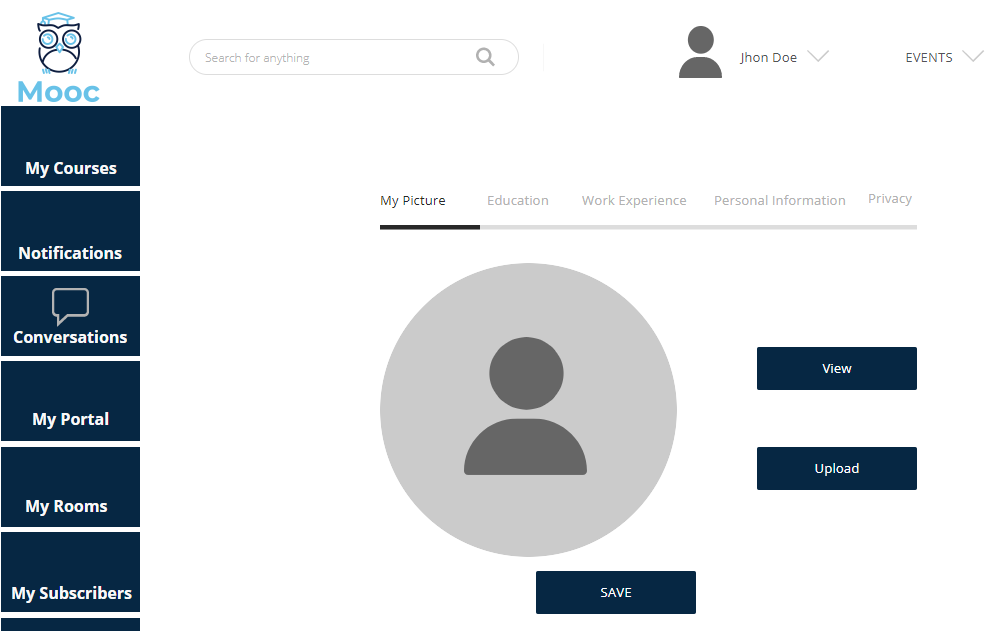 Mooc
Search for anything
Jhon Doe
EVENTS
My Courses
Notifications
Conversations
My Portal
My Rooms
My Subscribers
My Picture
Education
Work Experience
Personal Information
Privacy
View
Upload
SAVE